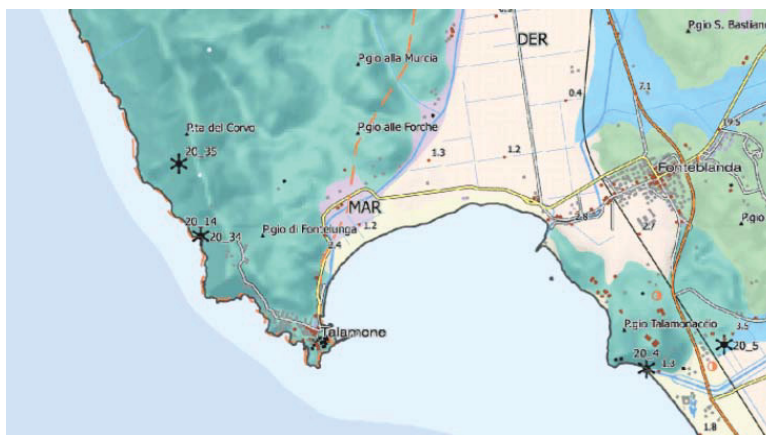 P.gio S. Bastiano
DER
P.gio alla Murcia
7.1
0.4
19.5
P.ta del Corvo
P.gio alle Forche
1.2
1.3
20_35
Fonteblanda
MAR
20_14
20_34
P.gio di Fontelunga
1.2
2.8
2.7
P.gio
2.4
Talamone
P.gio Talamonaccio
3.5
20_5
20_4
1.3
1.8